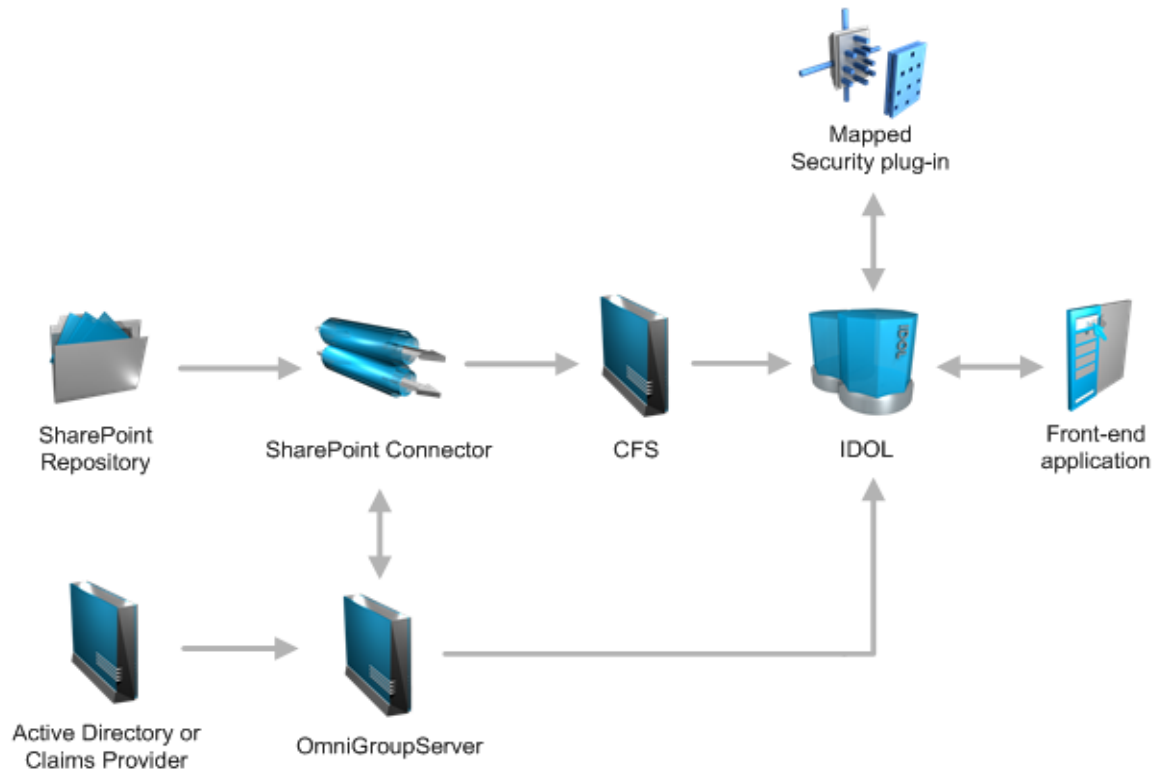 Mapped
Security plug-in
IDOL
SharePoint
Repository
SharePoint Connector
CFS
IDOL
Front-end
application
Active Directory or
Claims Provider
OmniGroupServer